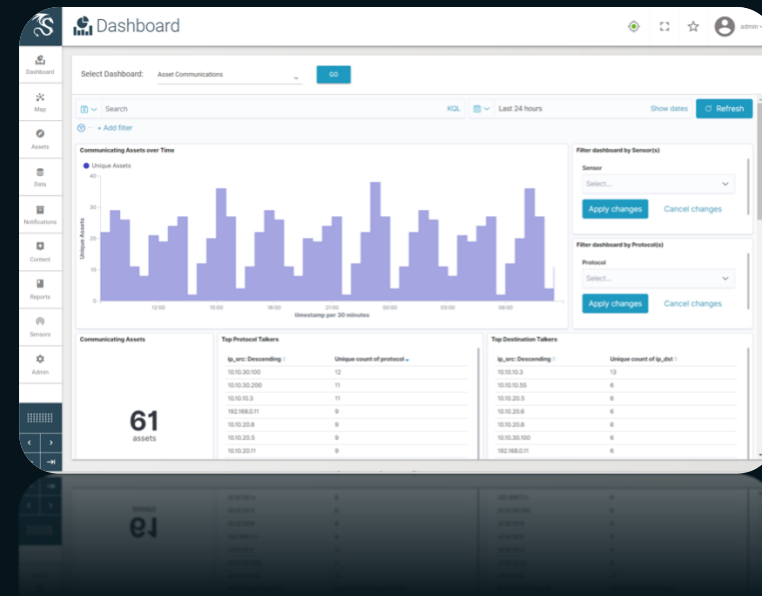 Dashboard
admin
Dashboard
Map
Assets
Data
Notifications
Content
Reports
Sensors
Admin
Select Dashboard: Asset Communications GO
Search KQL Last 24 hours Show dates Refresh
+ Add filter
Communicating Assets over Time
Unique Assets
Unique Assets
40
30
20
10
0
12:00 15:00 18:00 21:00 00:00 03:00 06:00
timestamp per 30 minutes
Filter dashboard by Sensor(s)
Sensor
Select...
Apply changes Cancel changes
Filter dashboard by Protocol(s)
Protocol
Select...
Apply changes Cancel changes
Communicating Assets
61
assets
Top Protocol Talkers
ip_src: Descending Unique count of protocol
10.10.30.100 12
10.10.30.200 11
10.10.10.3 11
192.168.0.11 9
10.10.20.8 9
10.10.20.5 9
10.10.20.11 9
Top Destination Talkers
ip_src: Descending Unique count of ip_dst
10.10.10.3 13
10.10.10.55 6
10.10.20.5 6
10.10.20.6 6
10.10.20.8 6
10.10.30.100 6
192.168.0.11 6